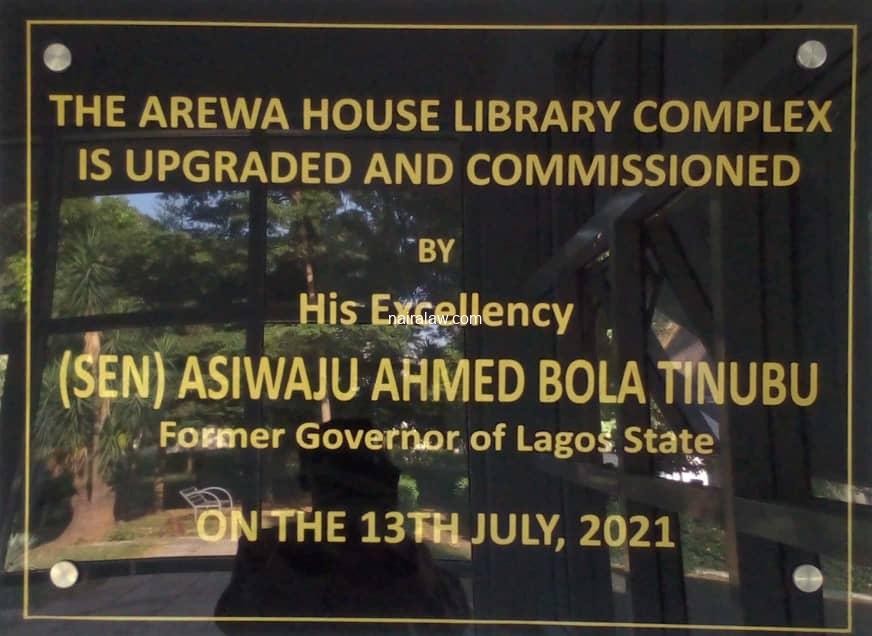 THE AREWA HOUSE LIBRARY COMPLEX
IS UPGRADED AND COMMISSIONED
BY
His Excellency
nairalaw.com
(SEN) ASIWAJU AHMED BOLA TINUBU
Former Governor of Lagos State
ON THE 13TH JULY, 2021